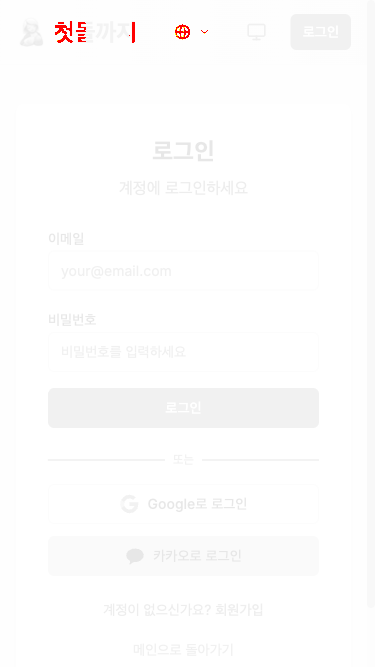 첫돌까지
로그인
로그인
계정에 로그인하세요
이메일
your@email.com
비밀번호
비밀번호를 입력하세요
로그인
또는
Google로 로그인
카카오로 로그인
계정이 없으신가요? 회원가입
메인으로 돌아가기